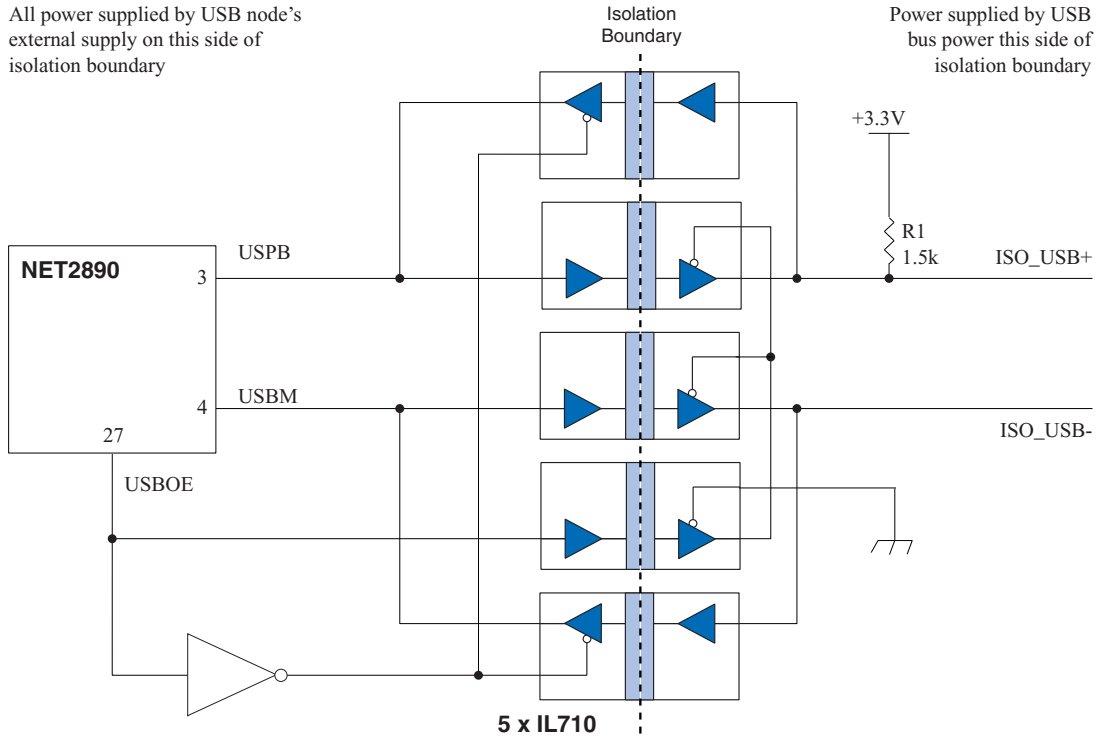 All power supplied by USB node's
external supply on this side of
isolation boundary
Isolation
Boundary
Power supplied by USB
bus power this side of
isolation boundary
+3.3V
R1
1.5k
NET2890
3
USPB
ISO_USB+
4
USBM
ISO_USB-
27
USBOE
5 x IL710